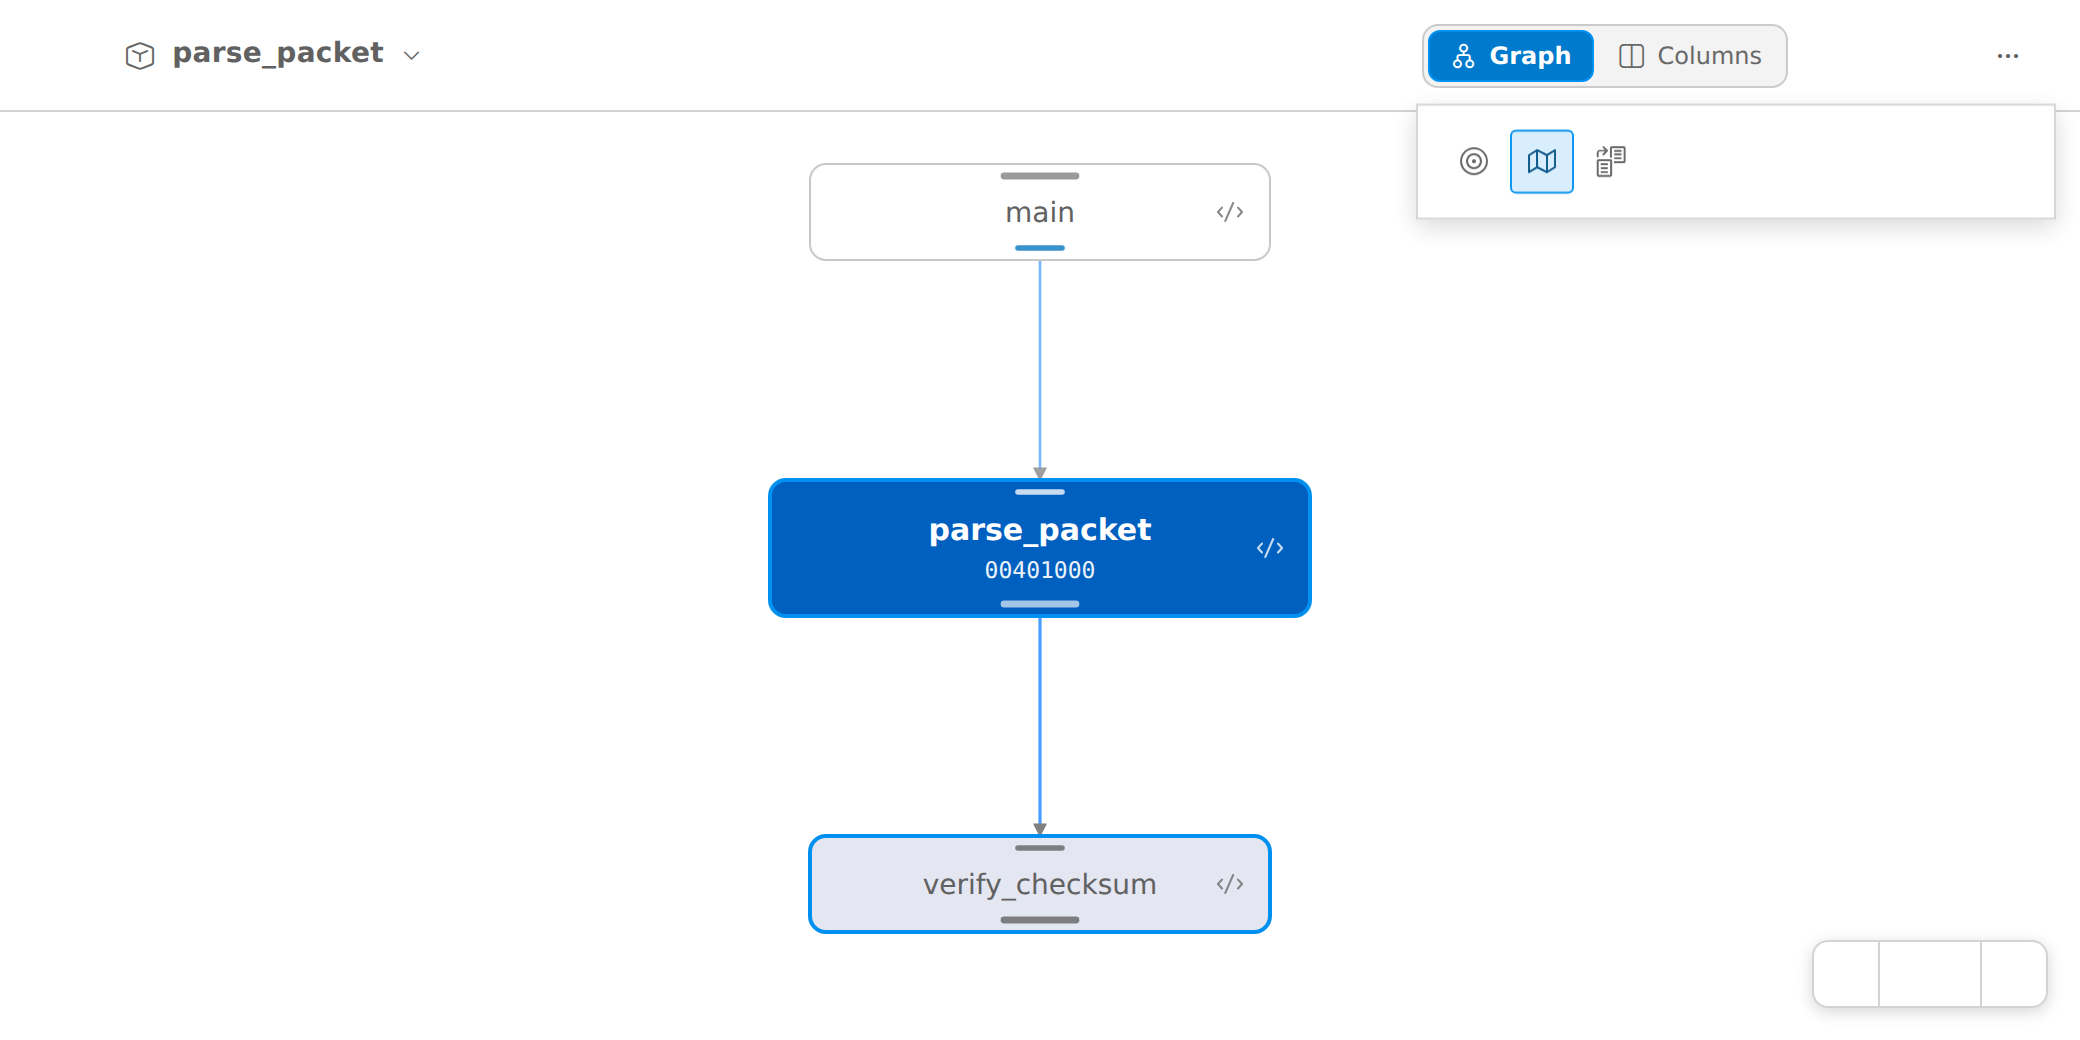 parse_packet
Graph
Columns
main
parse_packet
00401000
verify_checksum